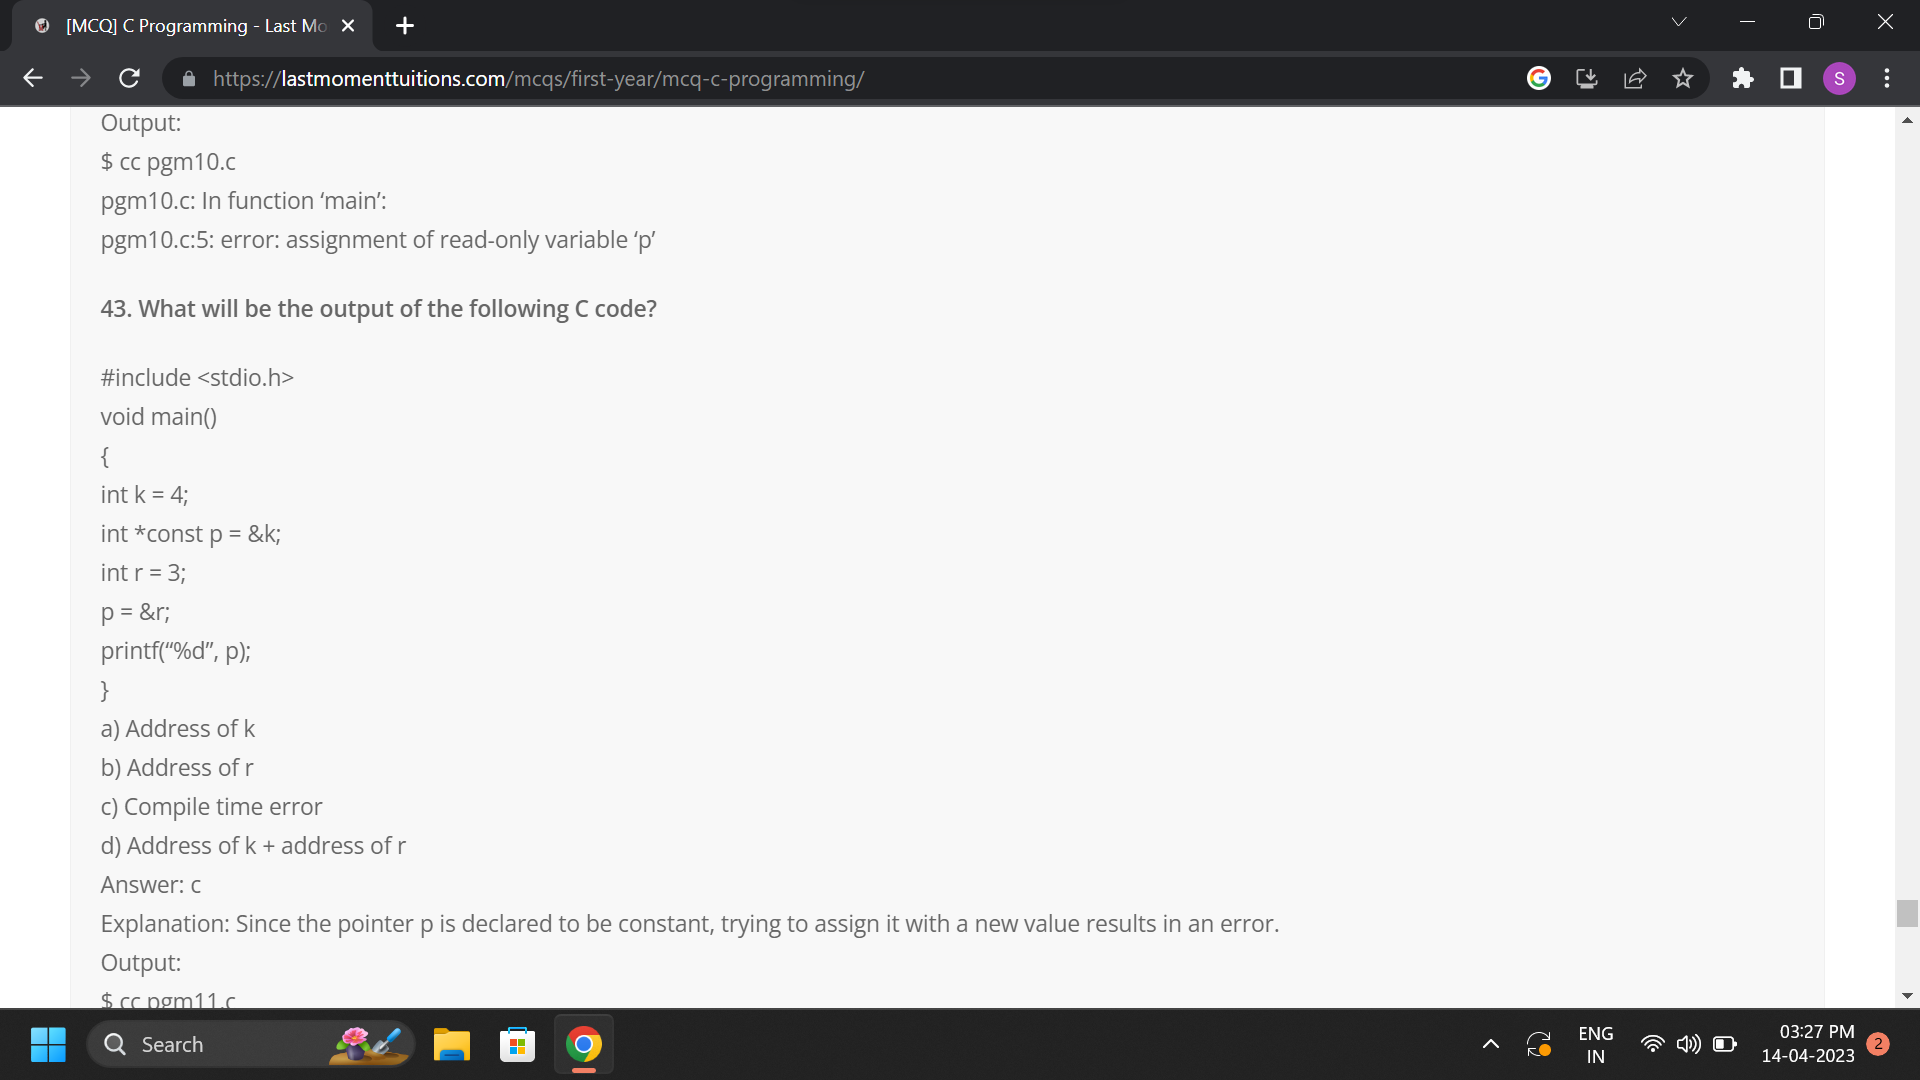 [MCQ] C Programming - Last Mo
https://lastmomenttuitions.com/mcqs/first-year/mcq-c-programming/
S
Output:
$ cc pgm10.c
pgm10.c: In function ‘main’:
pgm10.c:5: error: assignment of read-only variable ‘p’
43. What will be the output of the following C code?
#include <stdio.h>
void main()
{
int k = 4;
int *const p = &k;
int r = 3;
p = &r;
printf(“%d”, p);
}
a) Address of k
b) Address of r
c) Compile time error
d) Address of k + address of r
Answer: c
Explanation: Since the pointer p is declared to be constant, trying to assign it with a new value results in an error.
Output:
$ cc pgm11.c
Search
ENG
IN
03:27 PM
14-04-2023
2